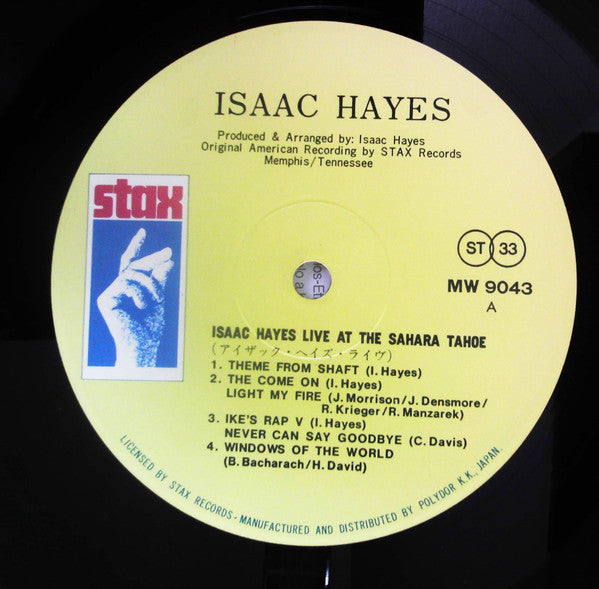 ISAAC HAYES
Produced & Arranged by: Isaac Hayes
Original American Recording by STAX Records
Memphis/Tennessee
stax
ST 33
MW 9043
A
ISAAC HAYES LIVE AT THE SAHARA TAHOE
(アイザック・ヘイズ・ライヴ)
1. THEME FROM SHAFT (I. Hayes)
2. THE COME ON (I. Hayes)
LIGHT MY FIRE (J. Morrison/J. Densmore/
R. Krieger/R. Manzarek)
3. IKE'S RAP V (I. Hayes)
NEVER CAN SAY GOODBYE (C. Davis)
4. WINDOWS OF THE WORLD
(B. Bacharach/H. David)
LICENSED BY STAX RECORDS·MANUFACTURED AND DISTRIBUTED BY POLYDOR K.K., JAPAN.